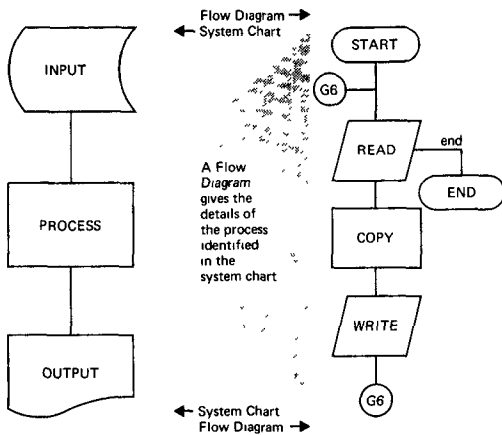 Flow Diagram →
← System Chart
INPUT
PROCESS
OUTPUT
A Flow
Diagram
gives the
details of
the process
identified
in the
system chart
START
G6
READ
end
END
COPY
WRITE
G6
← System Chart
Flow Diagram →